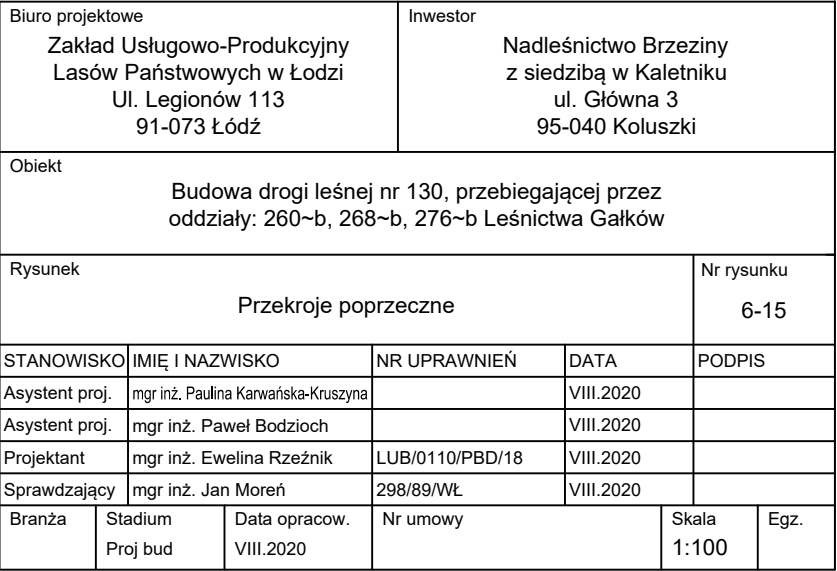 Biuro projektowe
Zakład Usługowo-Produkcyjny
Lasów Państwowych w Łodzi
Ul. Legionów 113
91-073 Łódź
Inwestor
Nadleśnictwo Brzeziny
z siedzibą w Kaletniku
ul. Główna 3
95-040 Koluszki
Obiekt
Budowa drogi leśnej nr 130, przebiegającej przez
oddziały: 260~b, 268~b, 276~b Leśnictwa Gałków
Rysunek
Przekroje poprzeczne
Nr rysunku
6-15
STANOWISKO IMIĘ I NAZWISKO NR UPRAWNIEŃ DATA PODPIS
Asystent proj. mgr inż. Paulina Karwańska-Kruszyna VIII.2020
Asystent proj. mgr inż. Paweł Bodzioch VIII.2020
Projektant mgr inż. Ewelina Rzeźnik LUB/0110/PBD/18 VIII.2020
Sprawdzający mgr inż. Jan Moreń 298/89/WŁ VIII.2020
Branża Stadium Data opracow. Nr umowy Skala Egz.
Proj bud VIII.2020 1:100